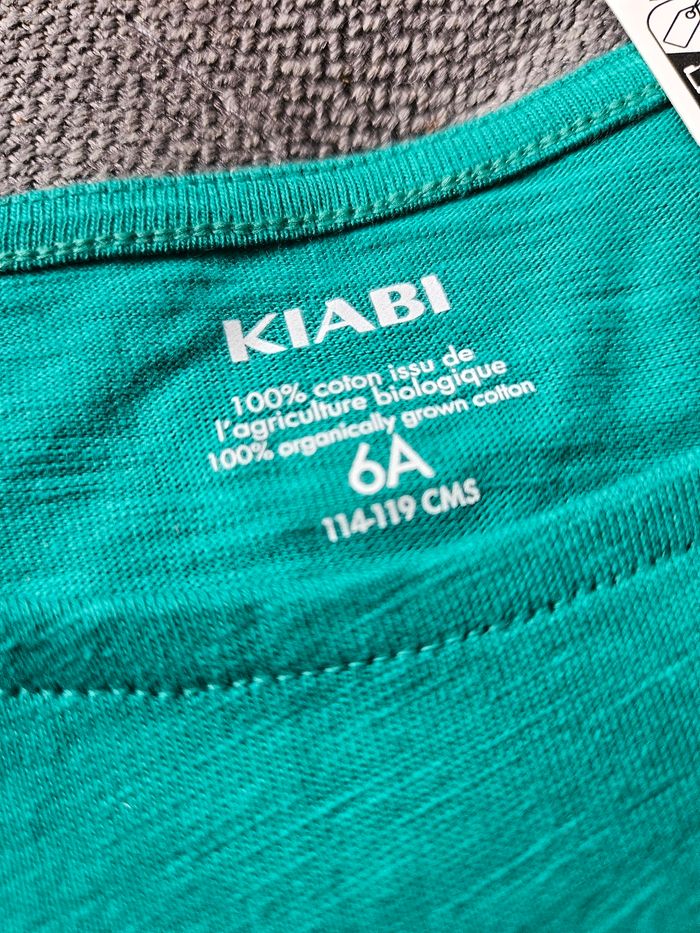 KIABI
100% coton issu de
l'agriculture biologique
100% organically grown cotton
6A
114-119 CMS